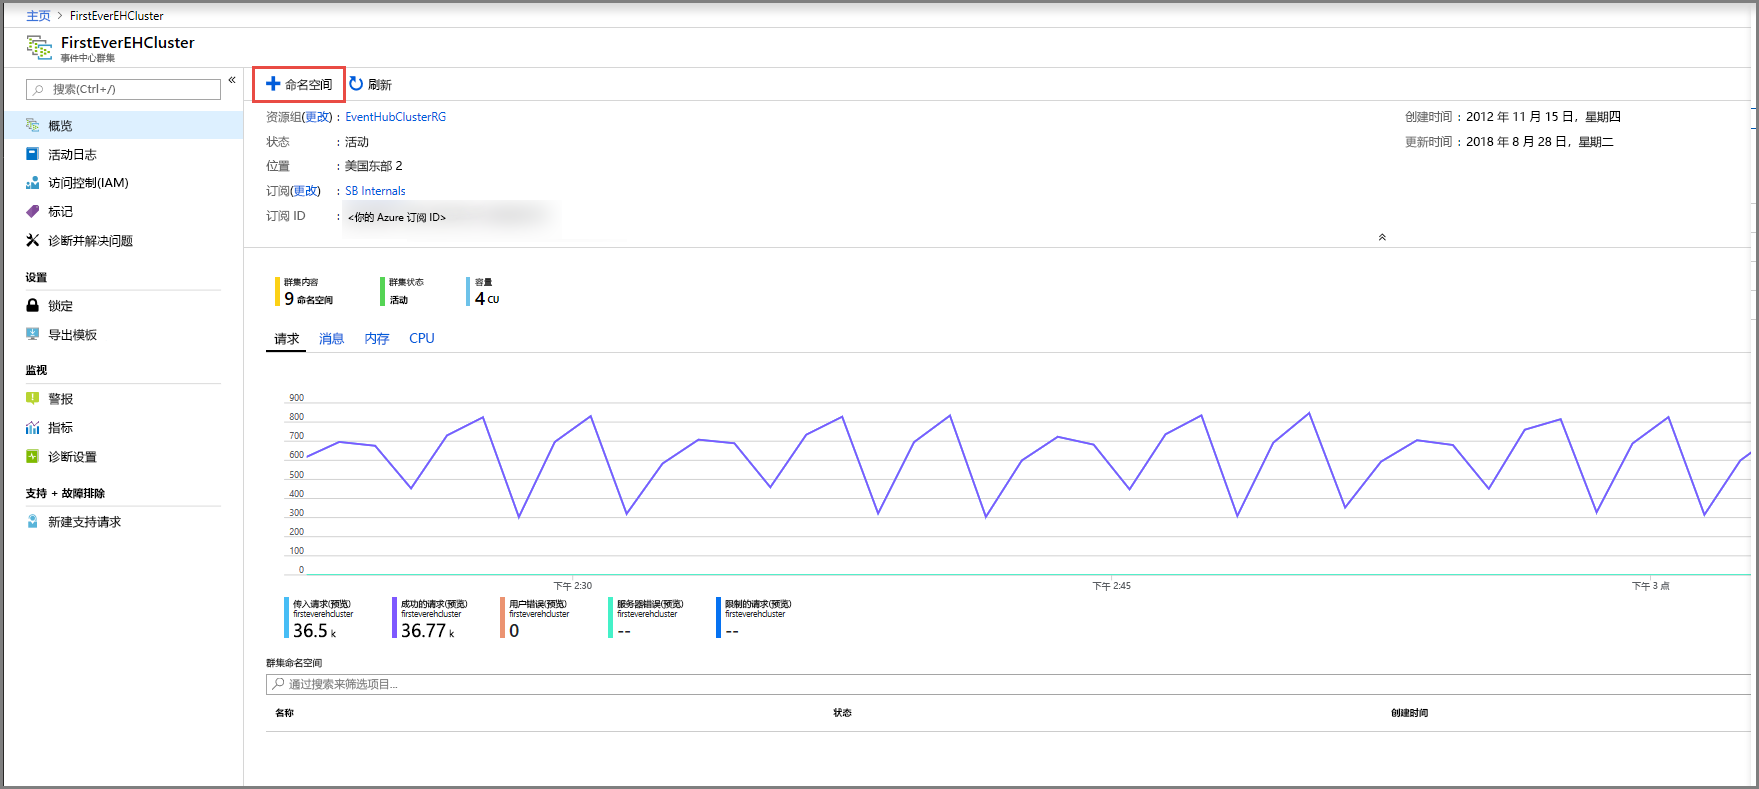 主页 > FirstEverEHCluster
FirstEverEHCluster
事件中心群集
搜索(Ctrl+/)
«
概览
活动日志
访问控制(IAM)
标记
诊断并解决问题
设置
锁定
导出模板
监视
警报
指标
诊断设置
支持 + 故障排除
新建支持请求
命名空间 刷新
资源组(更改) : EventHubClusterRG
状态 : 活动
位置 : 美国东部 2
订阅(更改) : SB Internals
订阅 ID : <你的 Azure 订阅 ID>
创建时间 : 2012 年 11 月 15 日，星期四
更新时间 : 2018 年 8 月 28 日，星期二
群集内容
9 命名空间
群集状态
活动
容量
4 CU
请求 消息 内存 CPU
900
800
700
600
500
400
300
200
100
0
下午 2:30 下午 2:45 下午 3 点
传入请求(预览)
firsteverehcluster
36.5 k
成功的请求(预览)
firsteverehcluster
36.77 k
用户错误(预览)
firsteverehcluster
0
服务器错误(预览)
firsteverehcluster
--
限制的请求(预览)
firsteverehcluster
--
群集命名空间
通过搜索来筛选项目...
名称 状态 创建时间